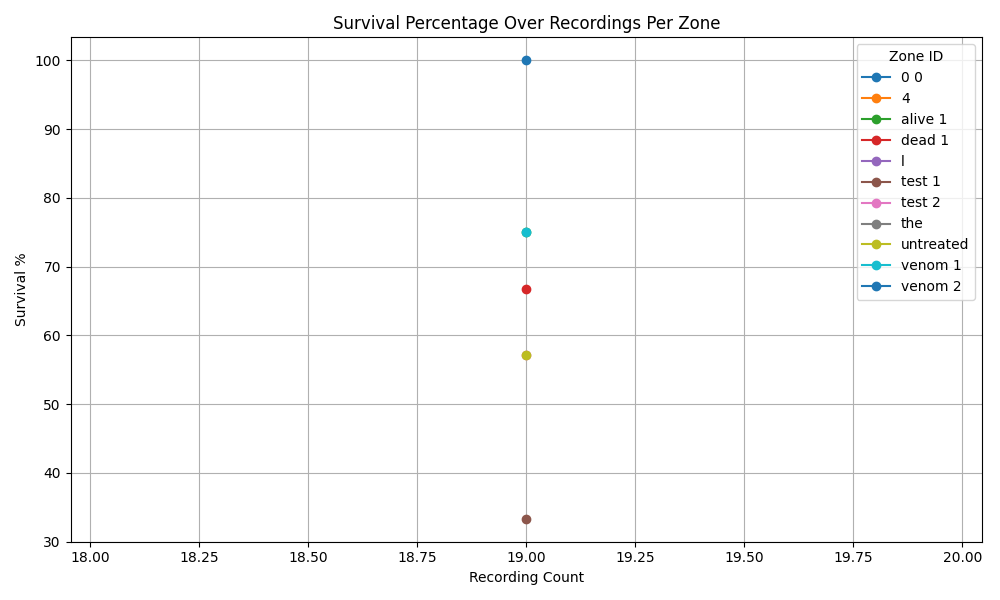 Survival Percentage Over Recordings Per Zone
Survival %
100
90
80
70
60
50
40
30
Zone ID
0 0
4
alive 1
dead 1
l
test 1
test 2
the
untreated
venom 1
venom 2
18.00 18.25 18.50 18.75 19.00 19.25 19.50 19.75 20.00
Recording Count